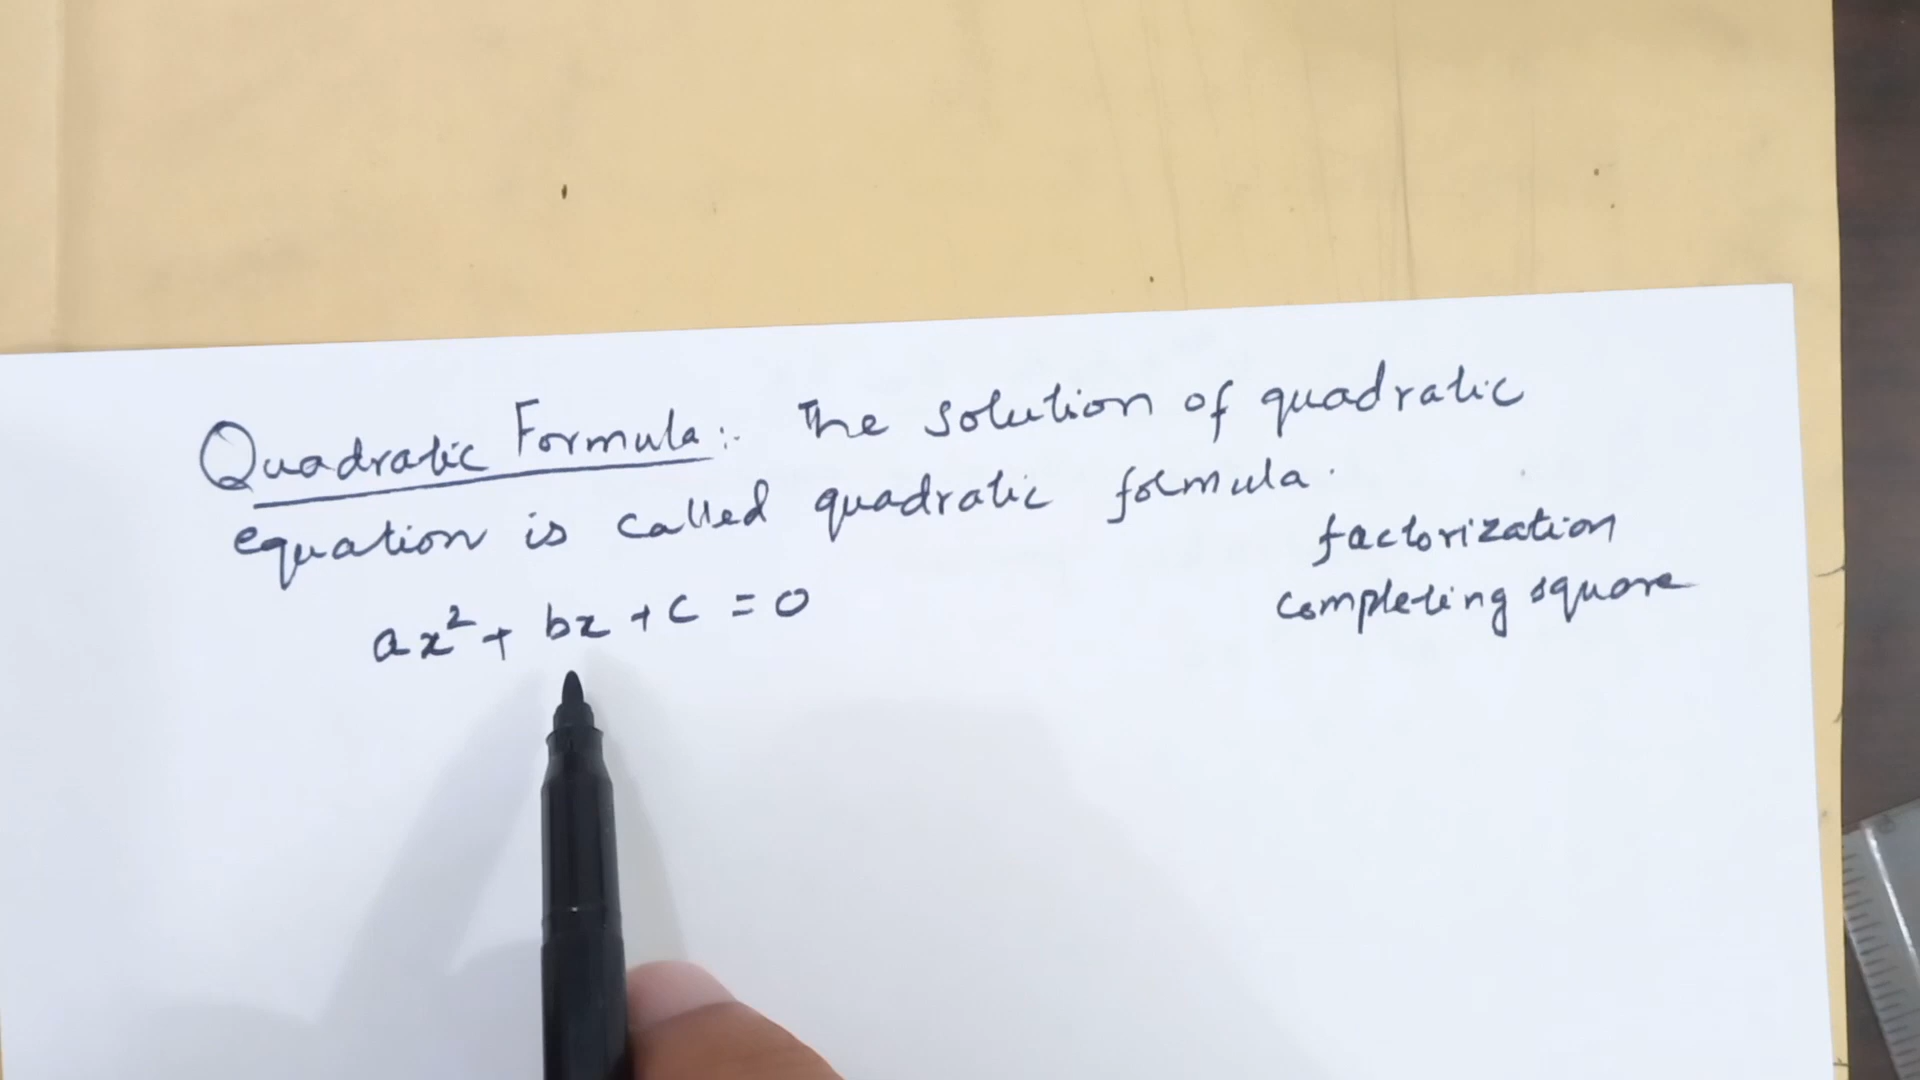 Quadratic Formula:- The solution of quadratic
equation is called quadratic formula.
factorization
completing square
ax² + bx + c = 0